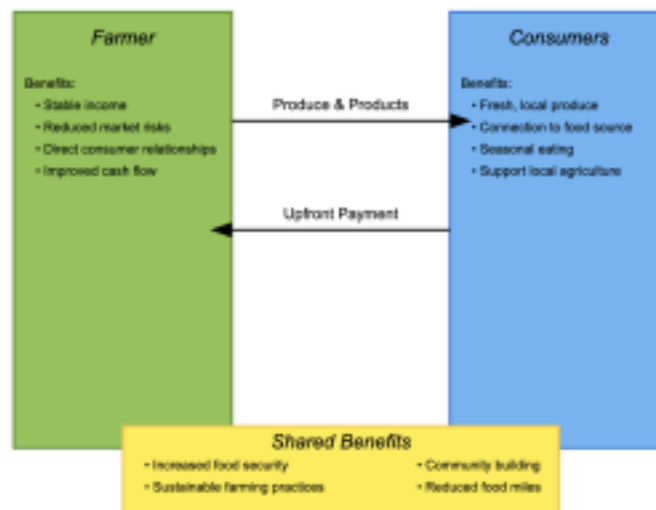 Farmer
Benefits:
• Stable income
• Reduced market risks
• Direct consumer relationships
• Improved cash flow
Produce & Products
Upfront Payment
Consumers
Benefits:
• Fresh, local produce
• Connection to food source
• Seasonal eating
• Support local agriculture
Shared Benefits
• Increased food security
• Sustainable farming practices
• Community building
• Reduced food miles